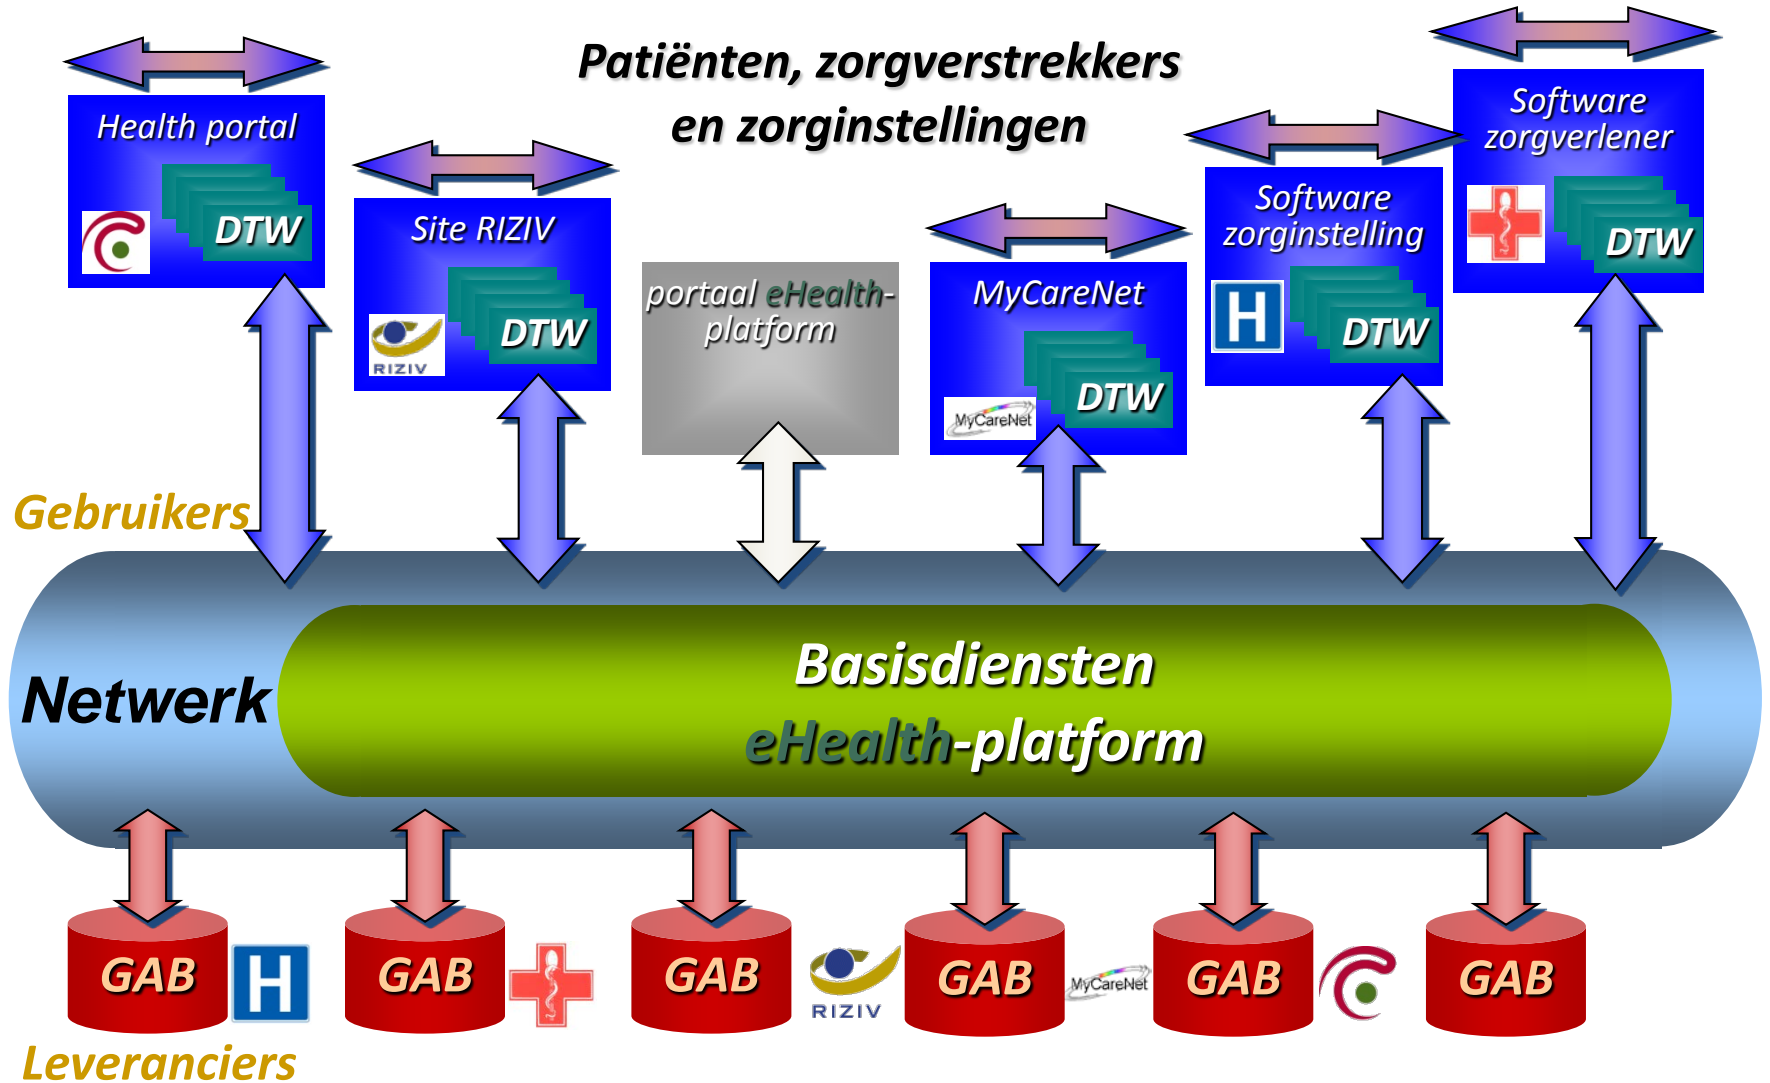 Patiënten, zorgverstrekkers
en zorginstellingen
Health portal
DTW
Site RIZIV
RIZIV
DTW
portaal eHealth-
platform
MyCareNet
MyCareNet
DTW
Software
zorginstelling
H
DTW
Software
zorgverlener
DTW
Gebruikers
Netwerk
Basisdiensten
eHealth-platform
GAB
H
GAB
GAB
RIZIV
GAB
MyCareNet
GAB
GAB
Leveranciers